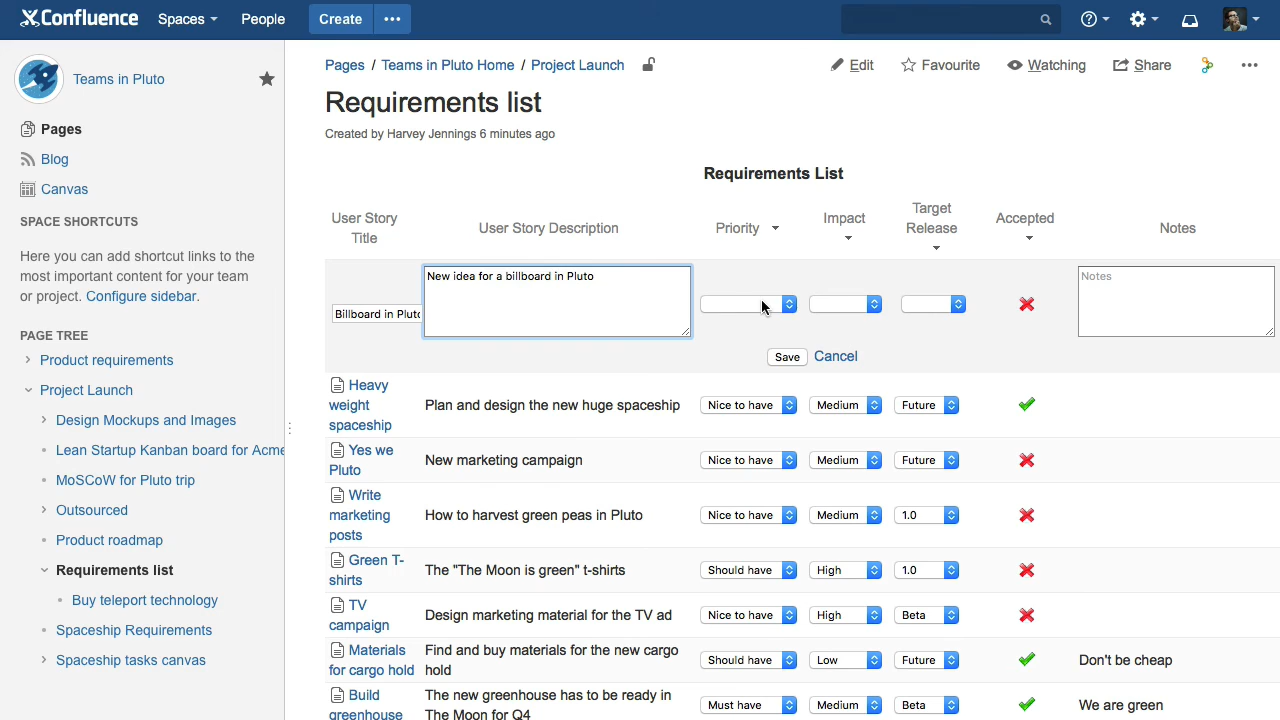 Confluence Spaces People Create
Teams in Pluto
Pages
Blog
Canvas
SPACE SHORTCUTS
Here you can add shortcut links to the
most important content for your team
or project. Configure sidebar.
PAGE TREE
Product requirements
Project Launch
Design Mockups and Images
Lean Startup Kanban board for Acme
MoSCoW for Pluto trip
Outsourced
Product roadmap
Requirements list
Buy teleport technology
Spaceship Requirements
Spaceship tasks canvas
Pages / Teams in Pluto Home / Project Launch
Edit Favourite Watching Share
Requirements list
Created by Harvey Jennings 6 minutes ago
Requirements List
User Story
Title
User Story Description
Priority
Impact
Target
Release
Accepted
Notes
Billboard in Pluto
New idea for a billboard in Pluto
Notes
Save Cancel
Heavy
weight
spaceship
Plan and design the new huge spaceship
Nice to have Medium Future
Yes we
Pluto
New marketing campaign
Nice to have Medium Future
Write
marketing
posts
How to harvest green peas in Pluto
Nice to have Medium 1.0
Green T-
shirts
The "The Moon is green" t-shirts
Should have High 1.0
TV
campaign
Design marketing material for the TV ad
Nice to have High Beta
Materials
for cargo hold
Find and buy materials for the new cargo
hold
Should have Low Future
Don't be cheap
Build
greenhouse
The new greenhouse has to be ready in
The Moon for Q4
Must have Medium Beta
We are green